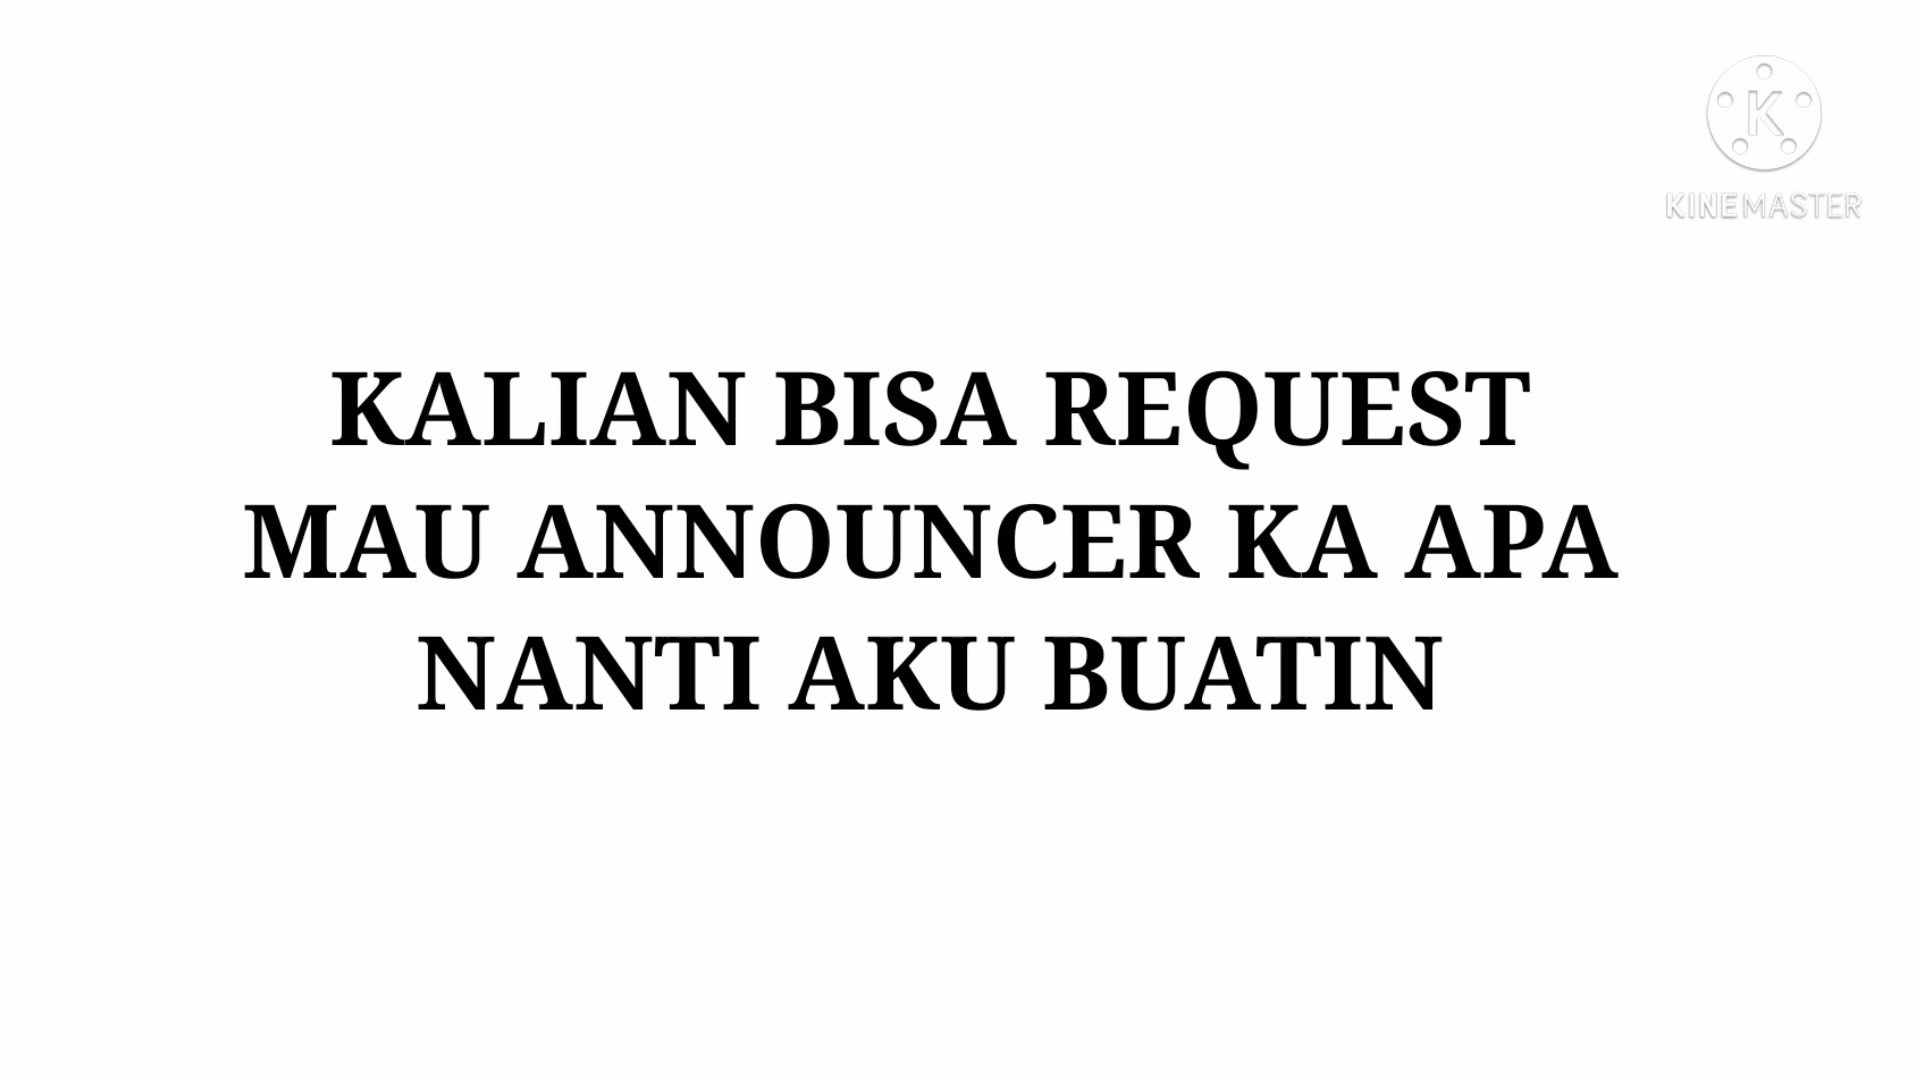 K
KINEMASTER
KALIAN BISA REQUEST
MAU ANNOUNCER KA APA
NANTI AKU BUATIN